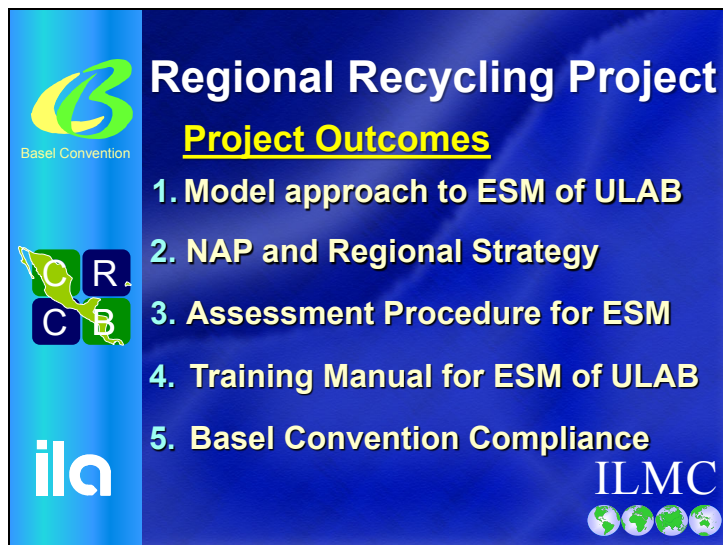 Regional Recycling Project
Project Outcomes
Basel Convention
1. Model approach to ESM of ULAB
2. NAP and Regional Strategy
C R
C B
3. Assessment Procedure for ESM
4. Training Manual for ESM of ULAB
5. Basel Convention Compliance
ila
ILMC